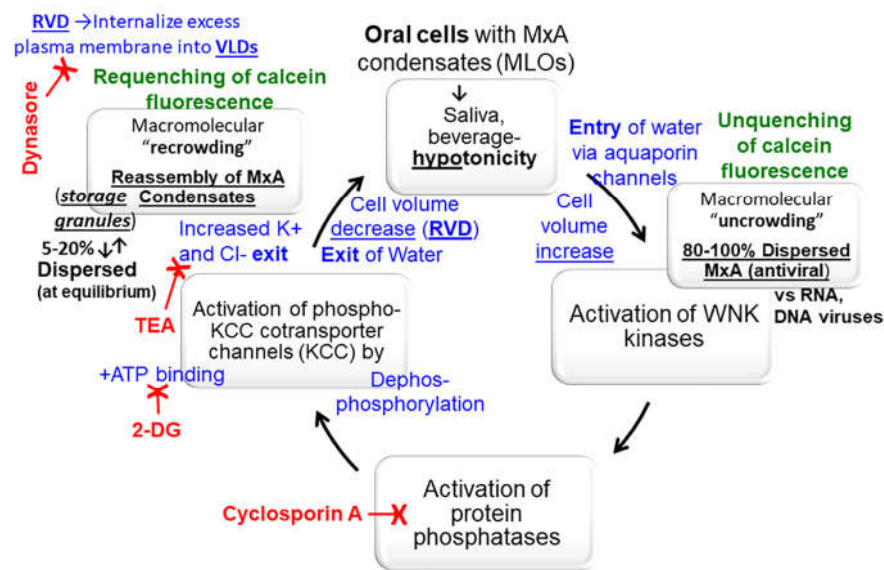 RVD →Internalize excess
plasma membrane into VLDs
Dynasore
Requenching of calcein
fluorescence
Macromolecular
“recrowding”
Reassembly of MxA
Condensates
(storage
granules)
5-20% ↓↑
Dispersed
(at equilibrium)
Oral cells with MxA
condensates (MLOs)
↓
Saliva,
beverage-
hypotonicity
Entry of water
via aquaporin
channels
Cell
volume
increase
Unquenching
of calcein
fluorescence
Macromolecular
“uncrowding”
80-100% Dispersed
MxA (antiviral)
vs RNA,
DNA viruses
Activation of WNK
kinases
Activation of
protein
phosphatases
Cyclosporin A
Dephos-
phosphorylation
Activation of phospho-
KCC cotransporter
channels (KCC) by
+ATP binding
2-DG
TEA
Increased K+
and Cl- exit
Cell volume
decrease (RVD)
Exit of Water